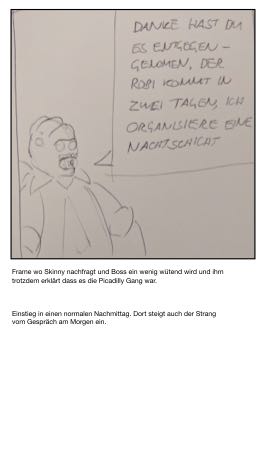 DANKE HAST DU
ES ENTGEGEN-
GENOMEN, DER
ROBI KOMMT IN
ZWEI TAGEN, ICH
ORGANISIERE EINE
NACHTSCHICHT
Frame wo Skinny nachfragt und Boss ein wenig wütend wird und ihm
trotzdem erklärt dass es die Picadilly Gang war.
Einstieg in einen normalen Nachmittag. Dort steigt auch der Strang
vom Gespräch am Morgen ein.